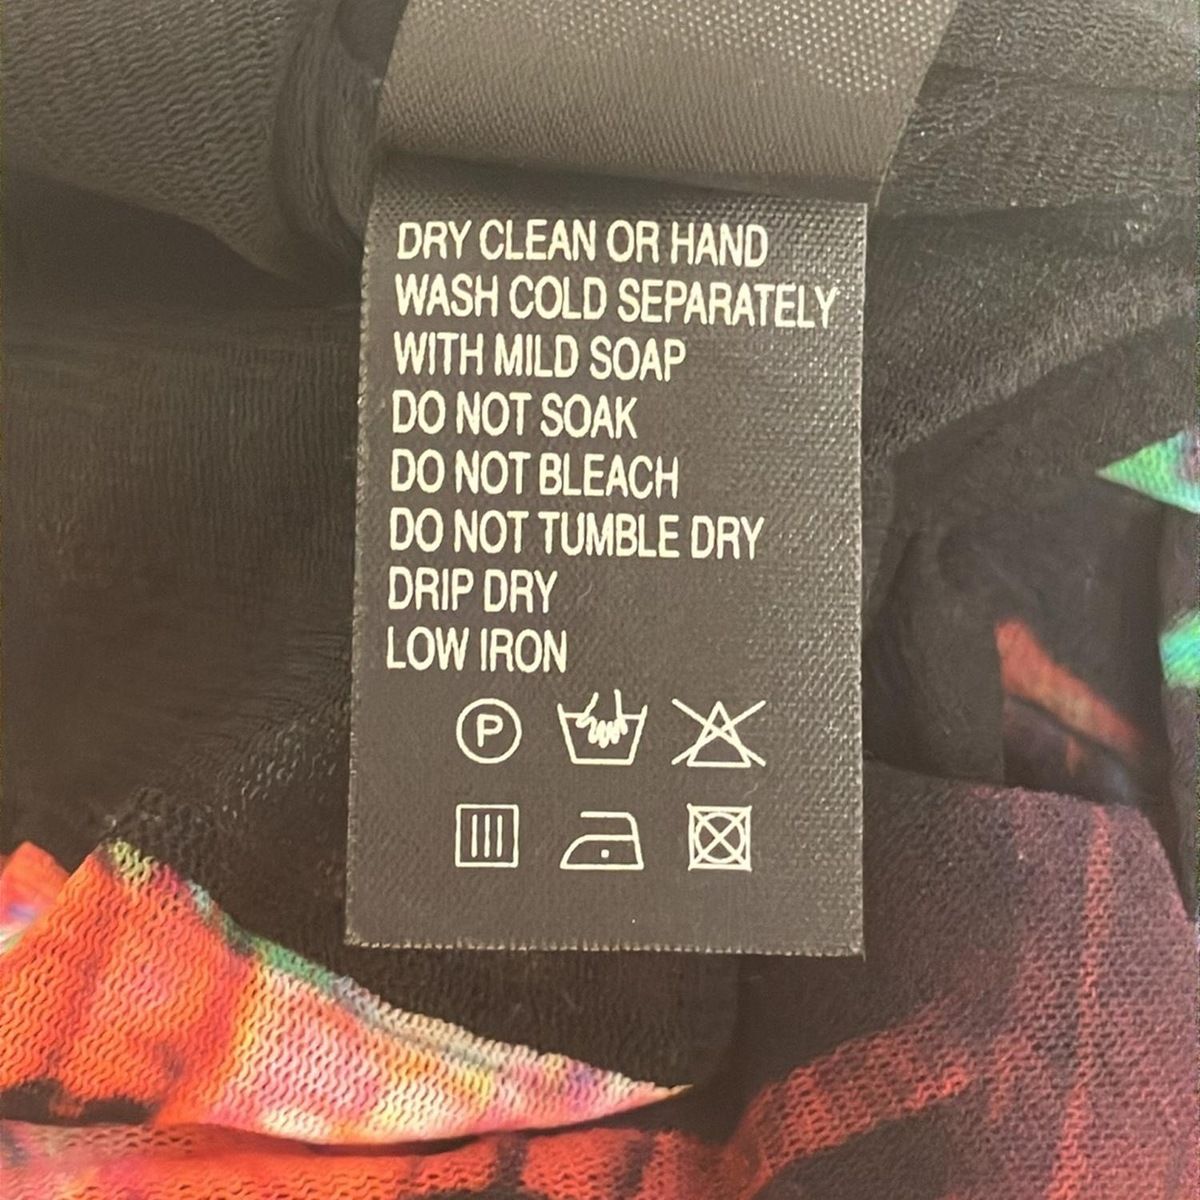 DRY CLEAN OR HAND
WASH COLD SEPARATELY
WITH MILD SOAP
DO NOT SOAK
DO NOT BLEACH
DO NOT TUMBLE DRY
DRIP DRY
LOW IRON
P